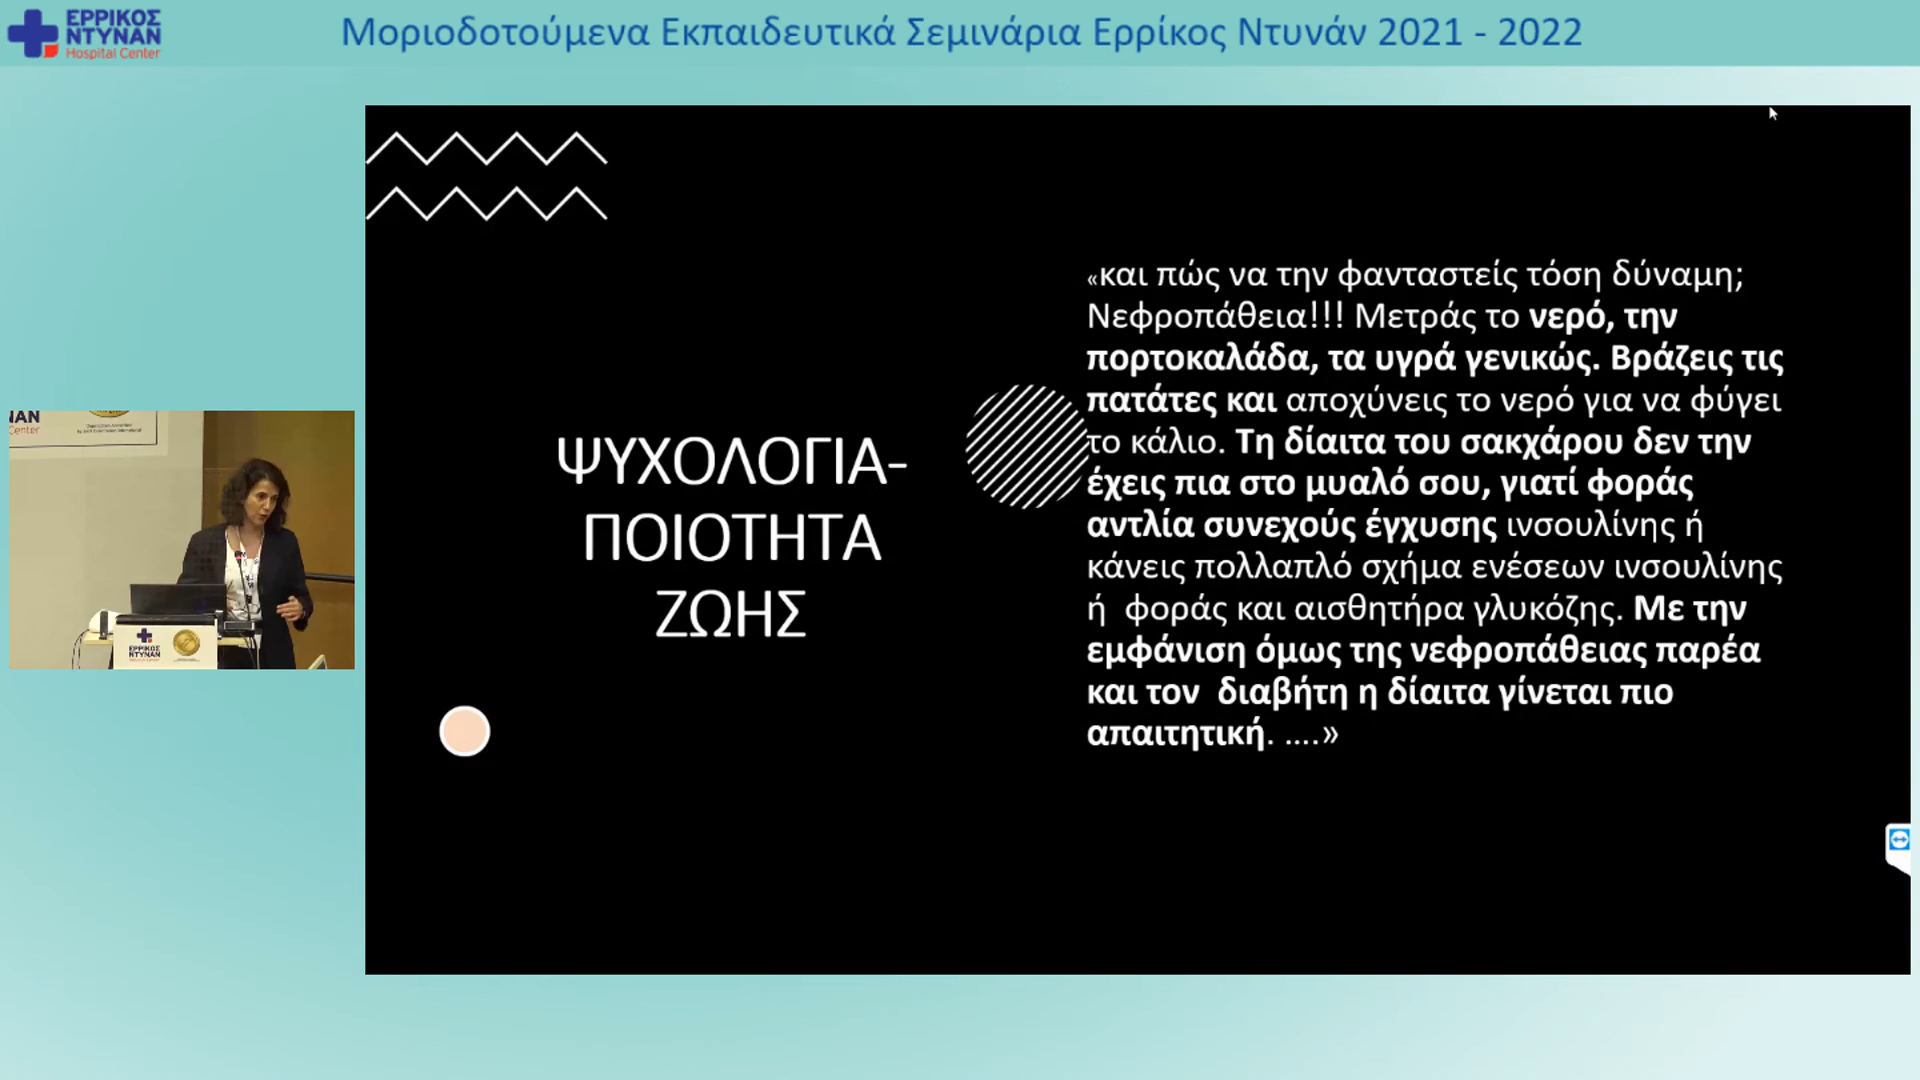 ΕΡΡΙΚΟΣ
ΝΤΥΝΑΝ
Hospital Center
Μοριοδοτούμενα Εκπαιδευτικά Σεμινάρια Ερρίκος Ντυνάν 2021 - 2022
ΨΥΧΟΛΟΓΙΑ-
ΠΟΙΟΤΗΤΑ
ΖΩΗΣ
«και πώς να την φανταστείς τόση δύναμη;
Νεφροπάθεια!!! Μετράς το νερό, την
πορτοκαλάδα, τα υγρά γενικώς. Βράζεις τις
πατάτες και αποχύνεις το νερό για να φύγει
το κάλιο. Τη δίαιτα του σακχάρου δεν την
έχεις πια στο μυαλό σου, γιατί φοράς
αντλία συνεχούς έγχυσης ινσουλίνης ή
κάνεις πολλαπλό σχήμα ενέσεων ινσουλίνης
ή  φοράς και αισθητήρα γλυκόζης. Με την
εμφάνιση όμως της νεφροπάθειας παρέα
και τον  διαβήτη η δίαιτα γίνεται πιο
απαιτητική. ....»
ΝΑΝ
Center
ΕΡΡΙΚΟΣ
ΝΤΥΝΑΝ